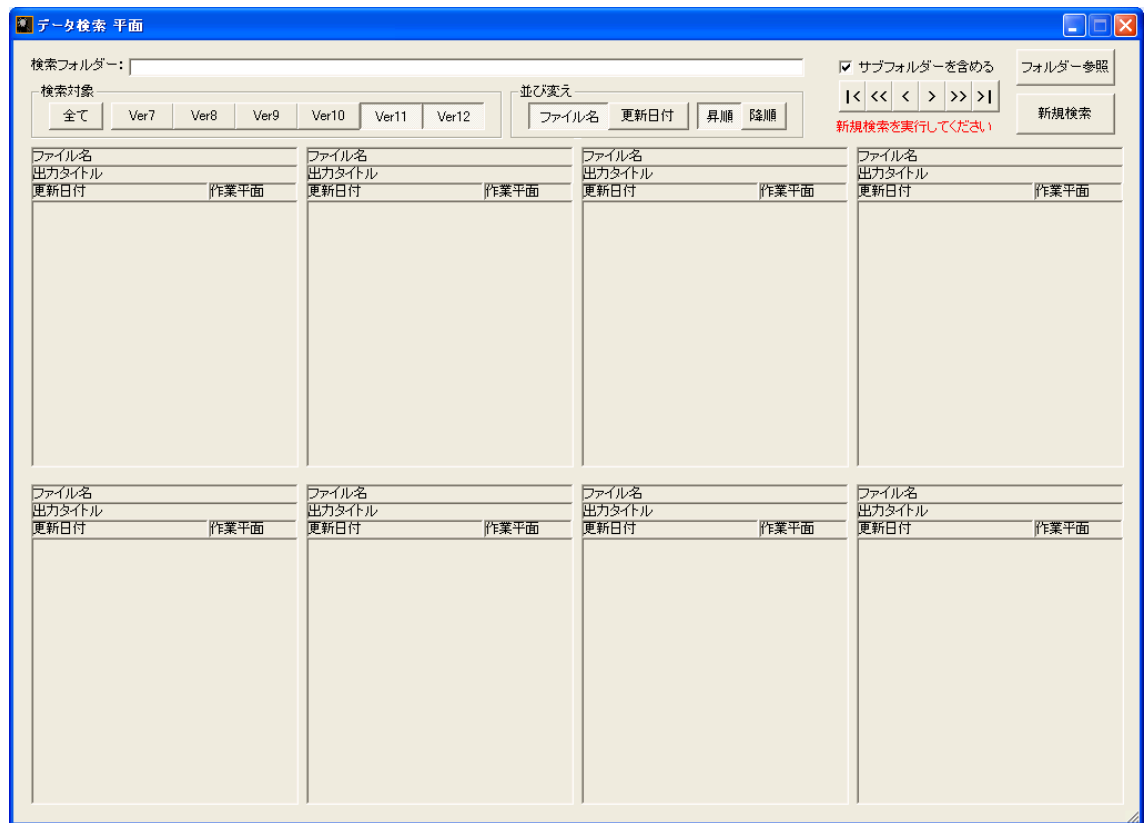 データ検索 平面
検索フォルダー:
サブフォルダーを含める
フォルダー参照
検索対象
全て Ver7 Ver8 Ver9 Ver10 Ver11 Ver12
並び変え
ファイル名 更新日付 昇順 降順
|< << < > >> >|
新規検索を実行してください
新規検索
ファイル名 ファイル名 ファイル名 ファイル名
出力タイトル 出力タイトル 出力タイトル 出力タイトル
更新日付 作業平面 更新日付 作業平面 更新日付 作業平面 更新日付 作業平面
ファイル名 ファイル名 ファイル名 ファイル名
出力タイトル 出力タイトル 出力タイトル 出力タイトル
更新日付 作業平面 更新日付 作業平面 更新日付 作業平面 更新日付 作業平面